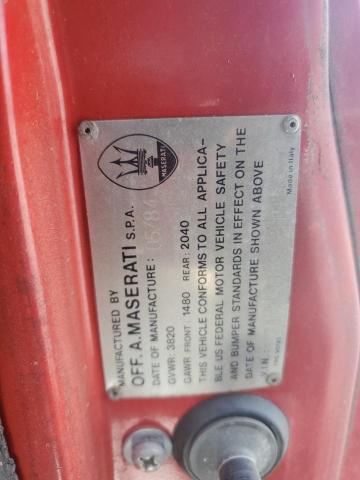 MASERATI
MANUFACTURED BY
OFF. A. MASERATI S.P.A.
DATE OF MANUFACTURE:
GVWR: 3820
GAWR FRONT: 1480 REAR: 2040
THIS VEHICLE CONFORMS TO ALL APPLICA-
BLE US FEDERAL MOTOR VEHICLE SAFETY
AND BUMPER STANDARDS IN EFFECT ON THE
DATE OF MANUFACTURE SHOWN ABOVE
V.I.N.
Made in Italy